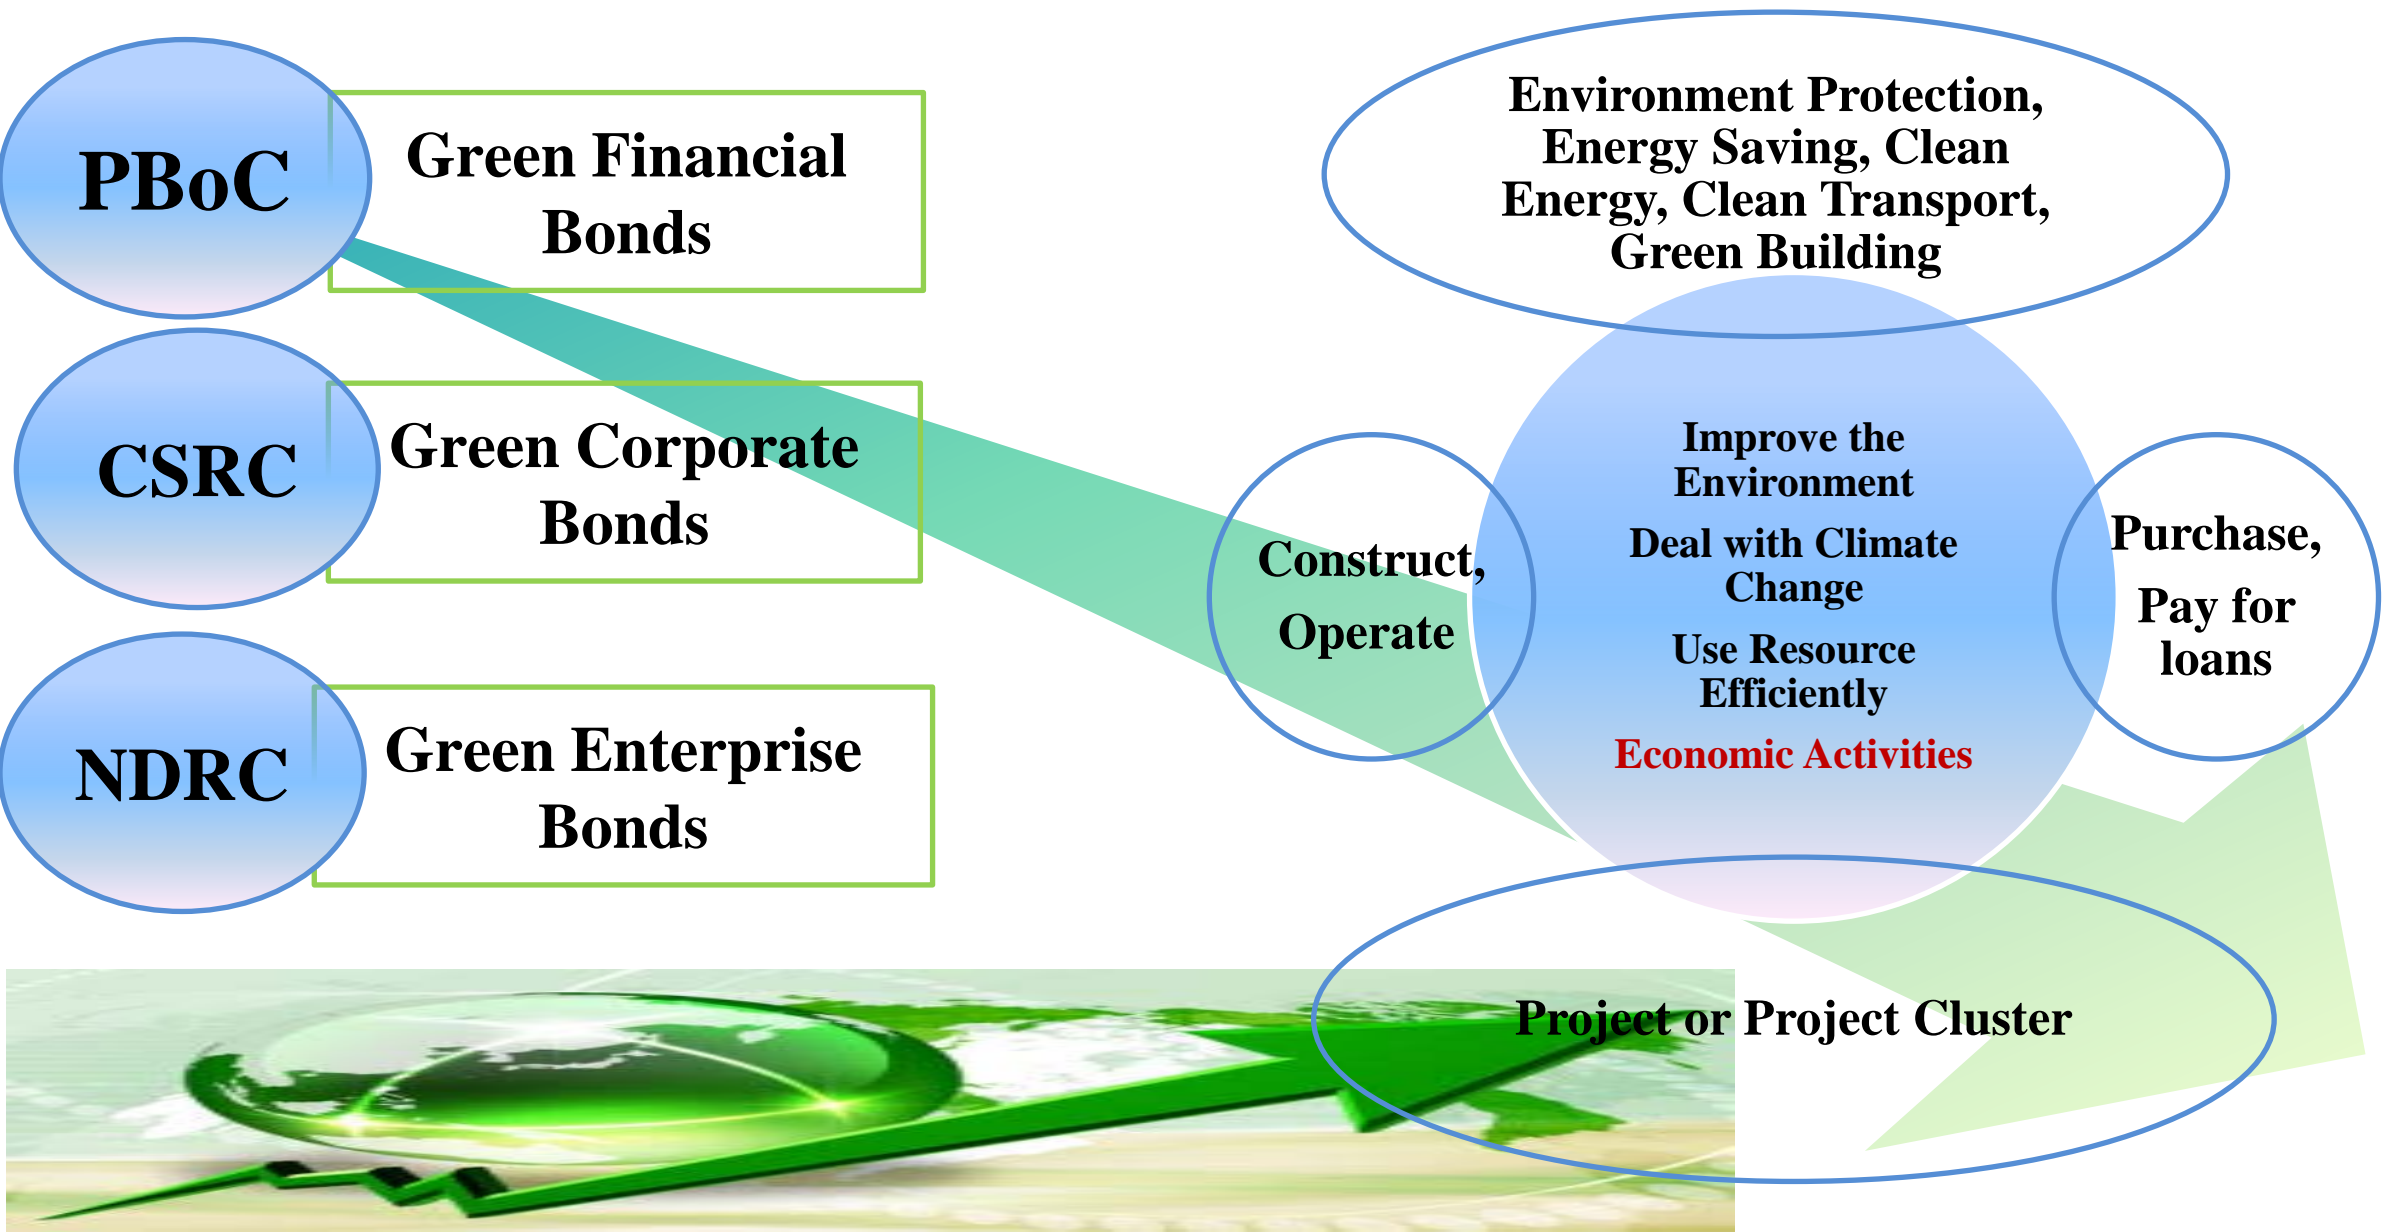 PBoC
Green Financial
Bonds
CSRC
Green Corporate
Bonds
NDRC
Green Enterprise
Bonds
Environment Protection,
Energy Saving, Clean
Energy, Clean Transport,
Green Building
Construct,
Operate
Improve the
Environment
Deal with Climate
Change
Use Resource
Efficiently
Economic Activities
Purchase,
Pay for
loans
Project or Project Cluster